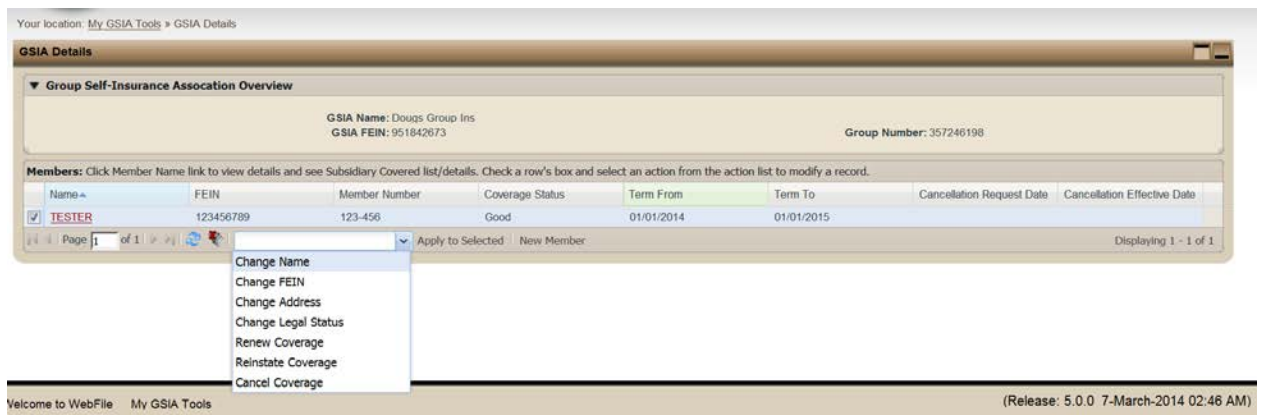 Your location: My GSIA Tools » GSIA Details
GSIA Details
Group Self-Insurance Assocation Overview
GSIA Name: Dougs Group Ins
GSIA FEIN: 951842673 Group Number: 357246198
Members: Click Member Name link to view details and see Subsidiary Covered list/details. Check a row's box and select an action from the action list to modify a record.
Name FEIN Member Number Coverage Status Term From Term To Cancellation Request Date Cancellation Effective Date
TESTER 123456789 123-456 Good 01/01/2014 01/01/2015
Page 1 of 1 Apply to Selected New Member Displaying 1 - 1 of 1
Change Name
Change FEIN
Change Address
Change Legal Status
Renew Coverage
Reinstate Coverage
Cancel Coverage
Velcome to WebFile My GSIA Tools (Release: 5.0.0 7-March-2014 02:46 AM)